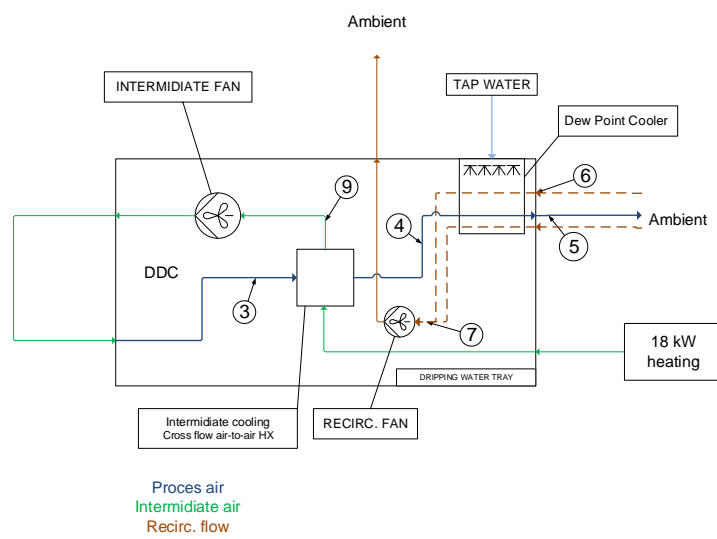 Ambient
INTERMIDIATE FAN
TAP WATER
Dew Point Cooler
9
6
4
Ambient
5
DDC
3
7
18 kW
heating
DRIPPING WATER TRAY
Intermidiate cooling
Cross flow air-to-air HX
RECIRC. FAN
Proces air
Intermidiate air
Recirc. flow